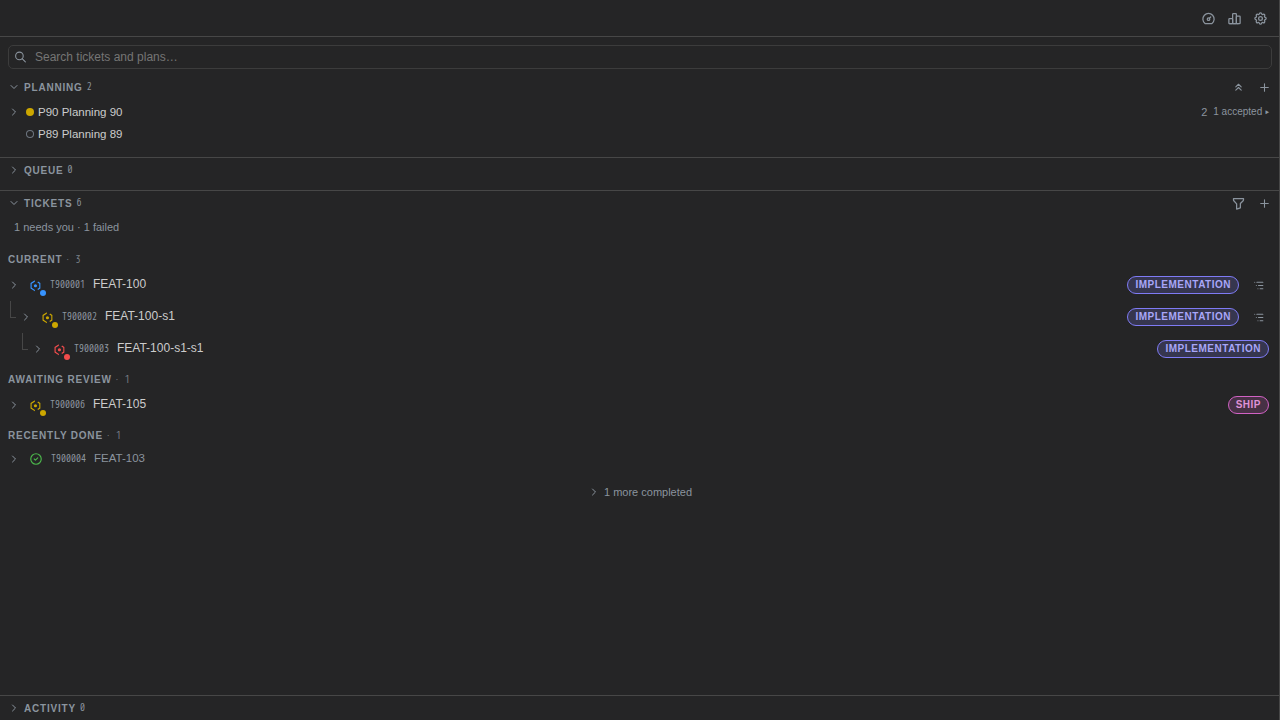 Search tickets and plans…
PLANNING 2
P90 Planning 90 2 1 accepted ▸
P89 Planning 89
QUEUE 0
TICKETS 6
1 needs you · 1 failed
CURRENT · 3
T900001 FEAT-100 IMPLEMENTATION
T900002 FEAT-100-s1 IMPLEMENTATION
T900003 FEAT-100-s1-s1 IMPLEMENTATION
AWAITING REVIEW · 1
T900006 FEAT-105 SHIP
RECENTLY DONE · 1
T900004 FEAT-103
1 more completed
ACTIVITY 0